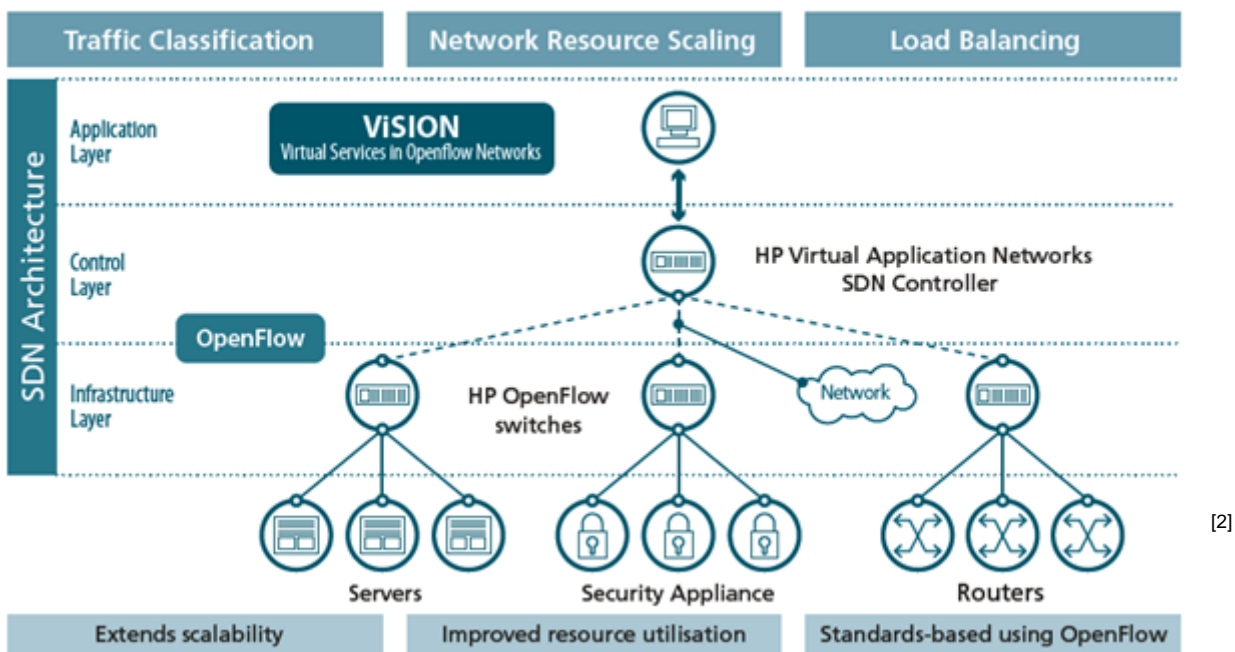 Traffic Classification
Network Resource Scaling
Load Balancing
SDN Architecture
Application
Layer
ViSION
Virtual Services in Openflow Networks
Control
Layer
HP Virtual Application Networks
SDN Controller
OpenFlow
Infrastructure
Layer
HP OpenFlow
switches
Network
[2]
Servers
Security Appliance
Routers
Extends scalability
Improved resource utilisation
Standards-based using OpenFlow